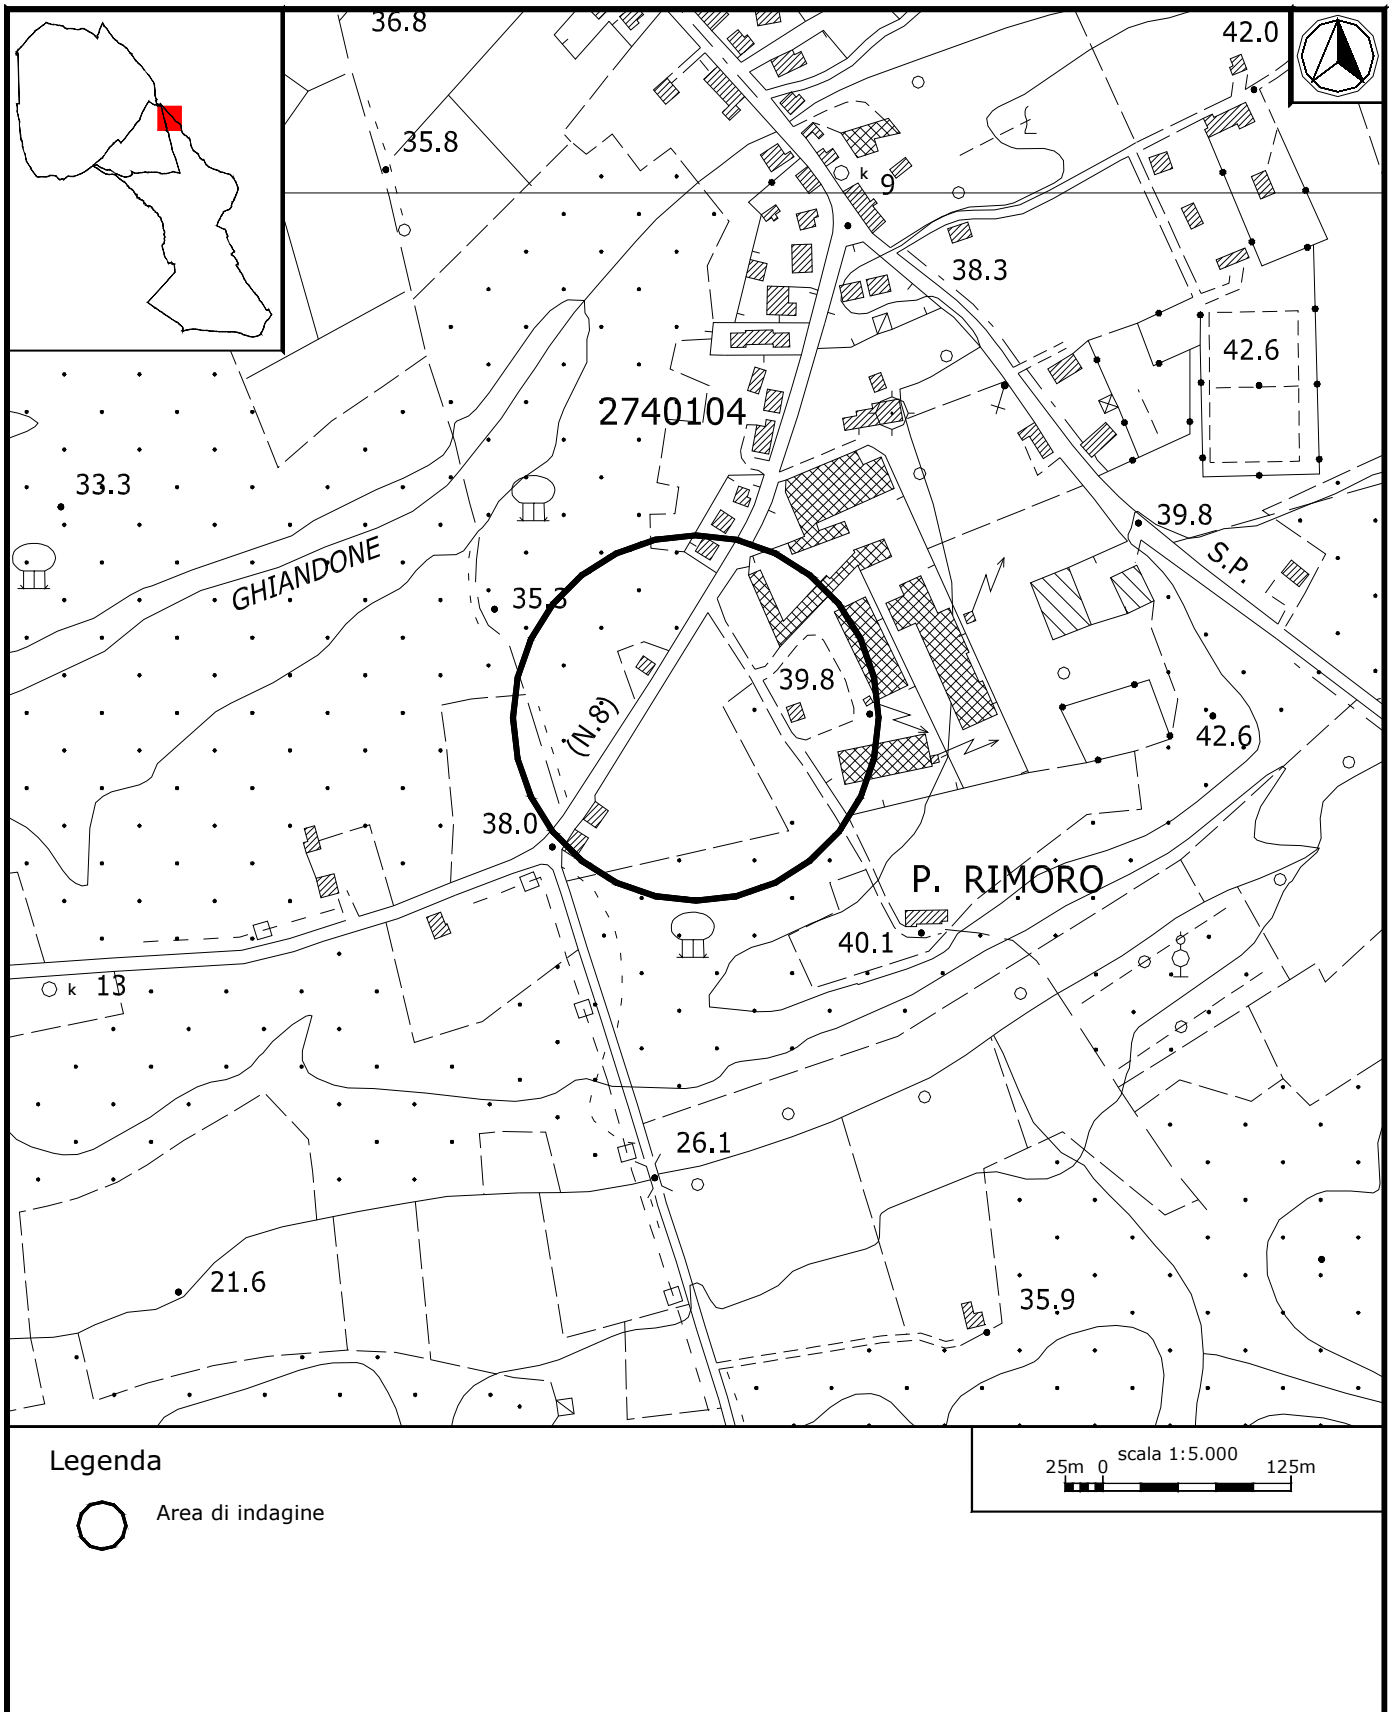 36.8
42.0
35.8
k 9
38.3
42.6
2740104
33.3
39.8
S.P.
GHIANDONE
35.3
39.8
(N.8)
42.6
38.0
P. RIMORO
40.1
k 13
26.1
21.6
35.9
Legenda
scala 1:5.000
25m 0 125m
Area di indagine